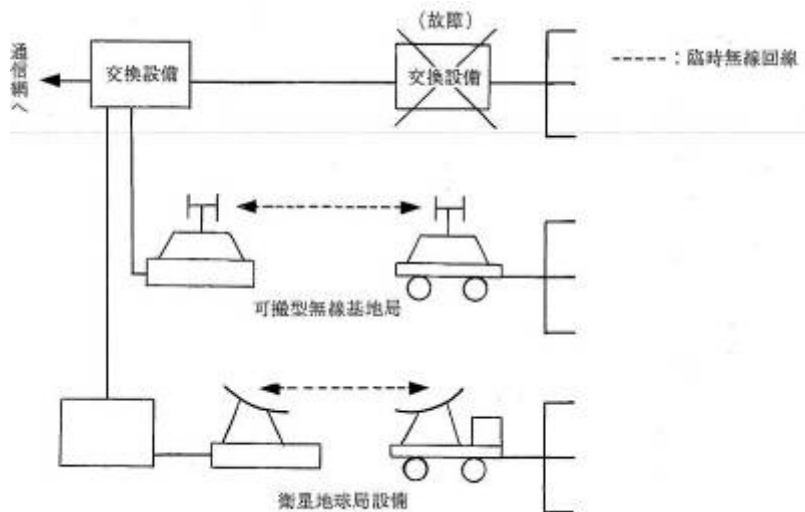 (故障)
通信網へ
交換設備
交換設備
:臨時無線回線
可搬型無線基地局
衛星地球局設備